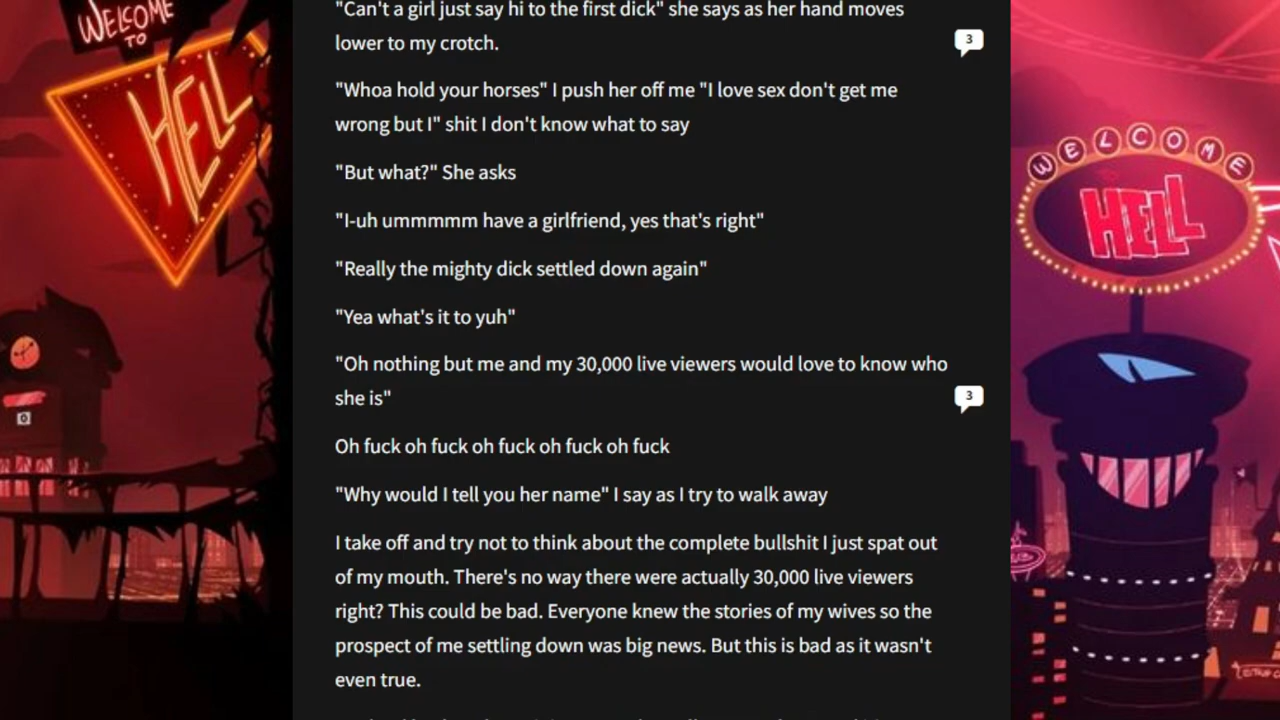 WELCOME
TO
HELL
"Can't a girl just say hi to the first dick" she says as her hand moves
lower to my crotch.
3
"Whoa hold your horses" I push her off me "I love sex don't get me
wrong but I" shit I don't know what to say
"But what?" She asks
"I-uh ummmmm have a girlfriend, yes that's right"
"Really the mighty dick settled down again"
"Yea what's it to yuh"
"Oh nothing but me and my 30,000 live viewers would love to know who
she is"
3
Oh fuck oh fuck oh fuck oh fuck oh fuck
"Why would I tell you her name" I say as I try to walk away
I take off and try not to think about the complete bullshit I just spat out
of my mouth. There's no way there were actually 30,000 live viewers
right? This could be bad. Everyone knew the stories of my wives so the
prospect of me settling down was big news. But this is bad as it wasn't
even true.
WELCOME
HELL